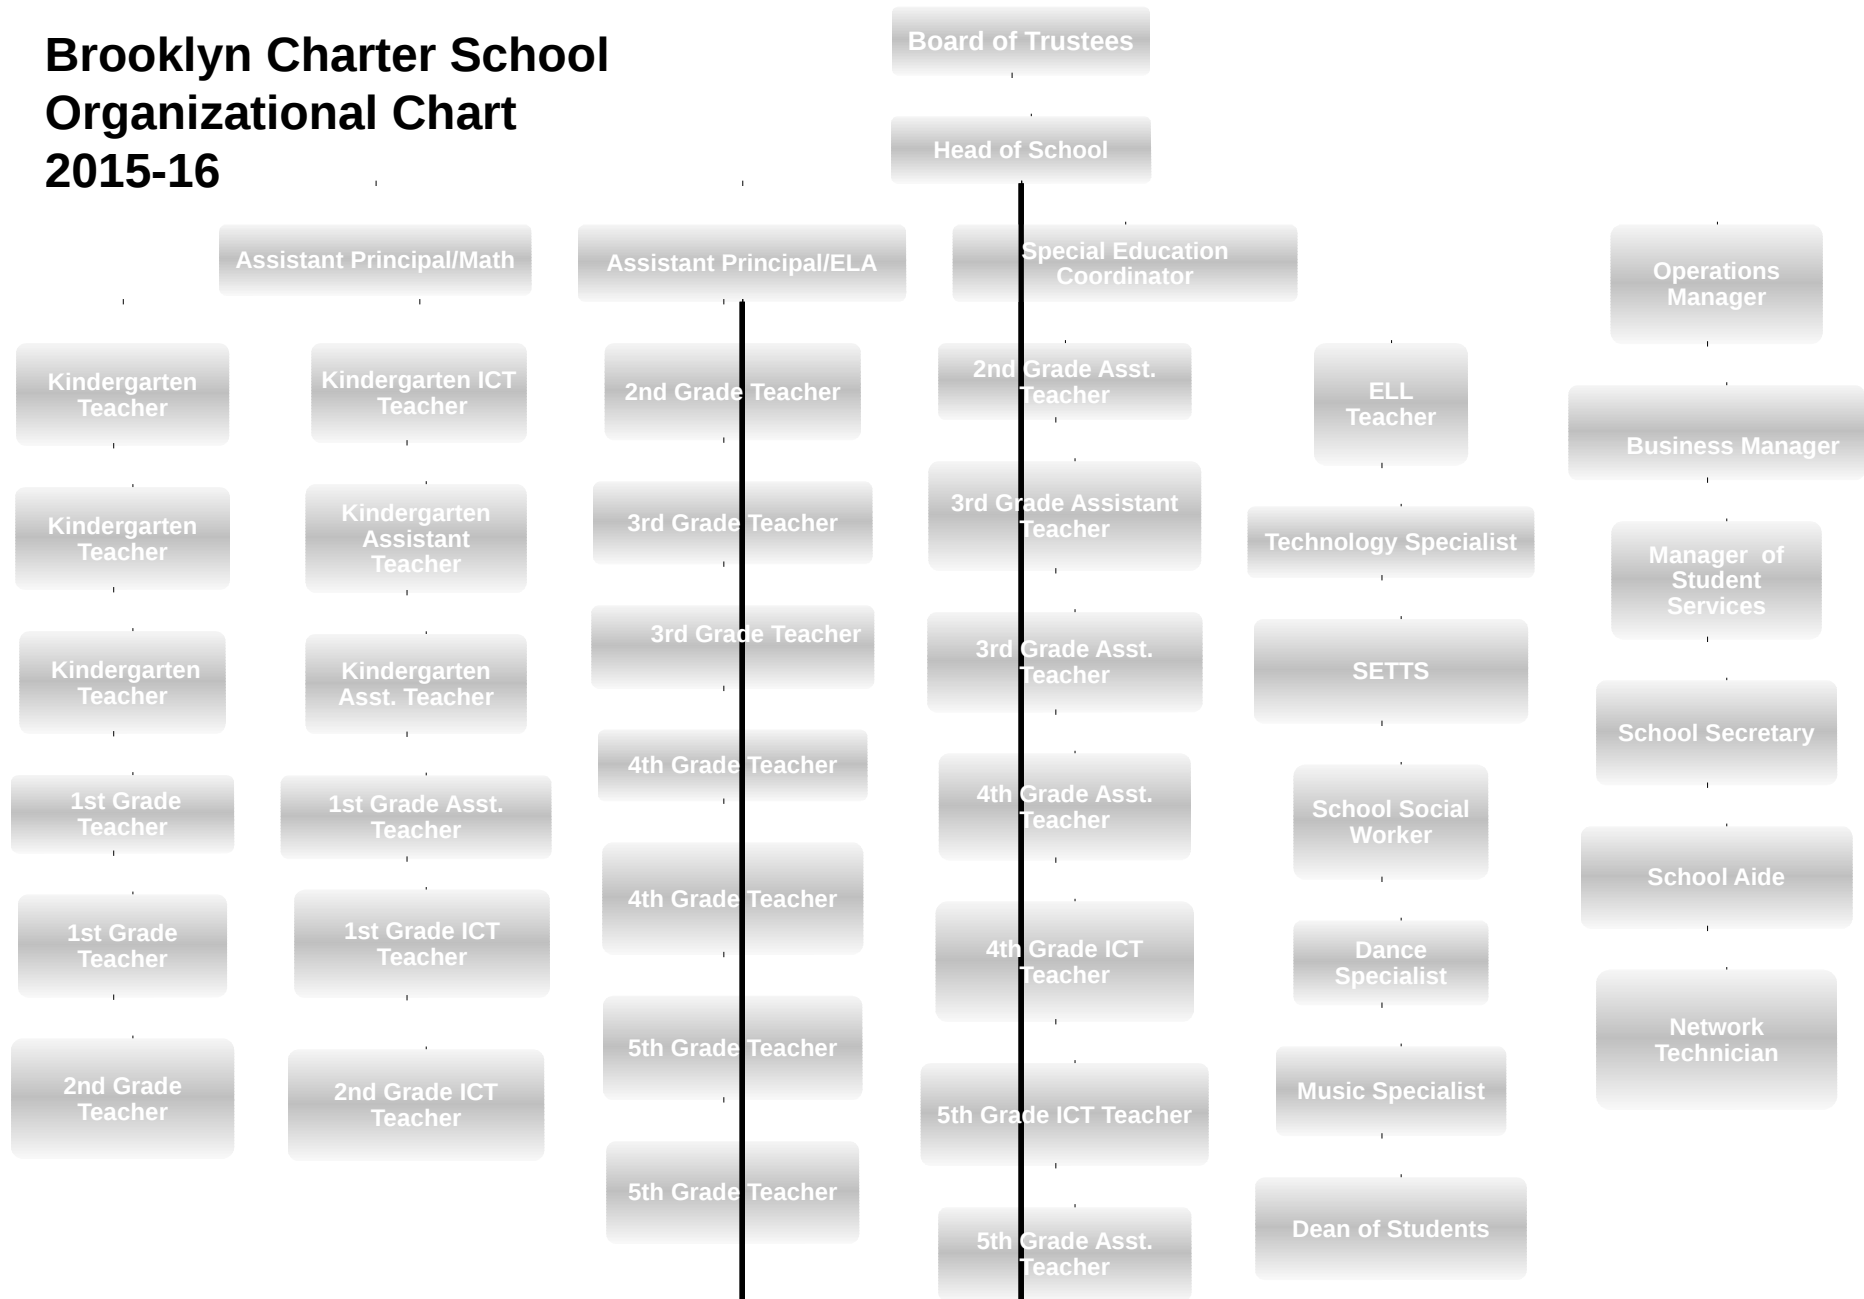 Brooklyn Charter School
Organizational Chart
2015-16
Board of Trustees
Head of School
Assistant Principal/Math
Assistant Principal/ELA
Special Education
Coordinator
Operations
Manager
Kindergarten
Teacher
Kindergarten
Teacher
Kindergarten
Teacher
1st Grade
Teacher
1st Grade
Teacher
2nd Grade
Teacher
Kindergarten ICT
Teacher
Kindergarten
Assistant
Teacher
Kindergarten
Asst. Teacher
1st Grade Asst.
Teacher
1st Grade ICT
Teacher
2nd Grade ICT
Teacher
2nd Grade Teacher
3rd Grade Teacher
3rd Grade Teacher
4th Grade Teacher
4th Grade Teacher
5th Grade Teacher
5th Grade Teacher
2nd Grade Asst.
Teacher
3rd Grade Assistant
Teacher
3rd Grade Asst.
Teacher
4th Grade Asst.
Teacher
4th Grade ICT
Teacher
5th Grade ICT Teacher
5th Grade Asst.
Teacher
ELL
Teacher
Technology Specialist
SETTS
School Social
Worker
Dance
Specialist
Music Specialist
Dean of Students
Business Manager
Manager  of
Student
Services
School Secretary
School Aide
Network
Technician